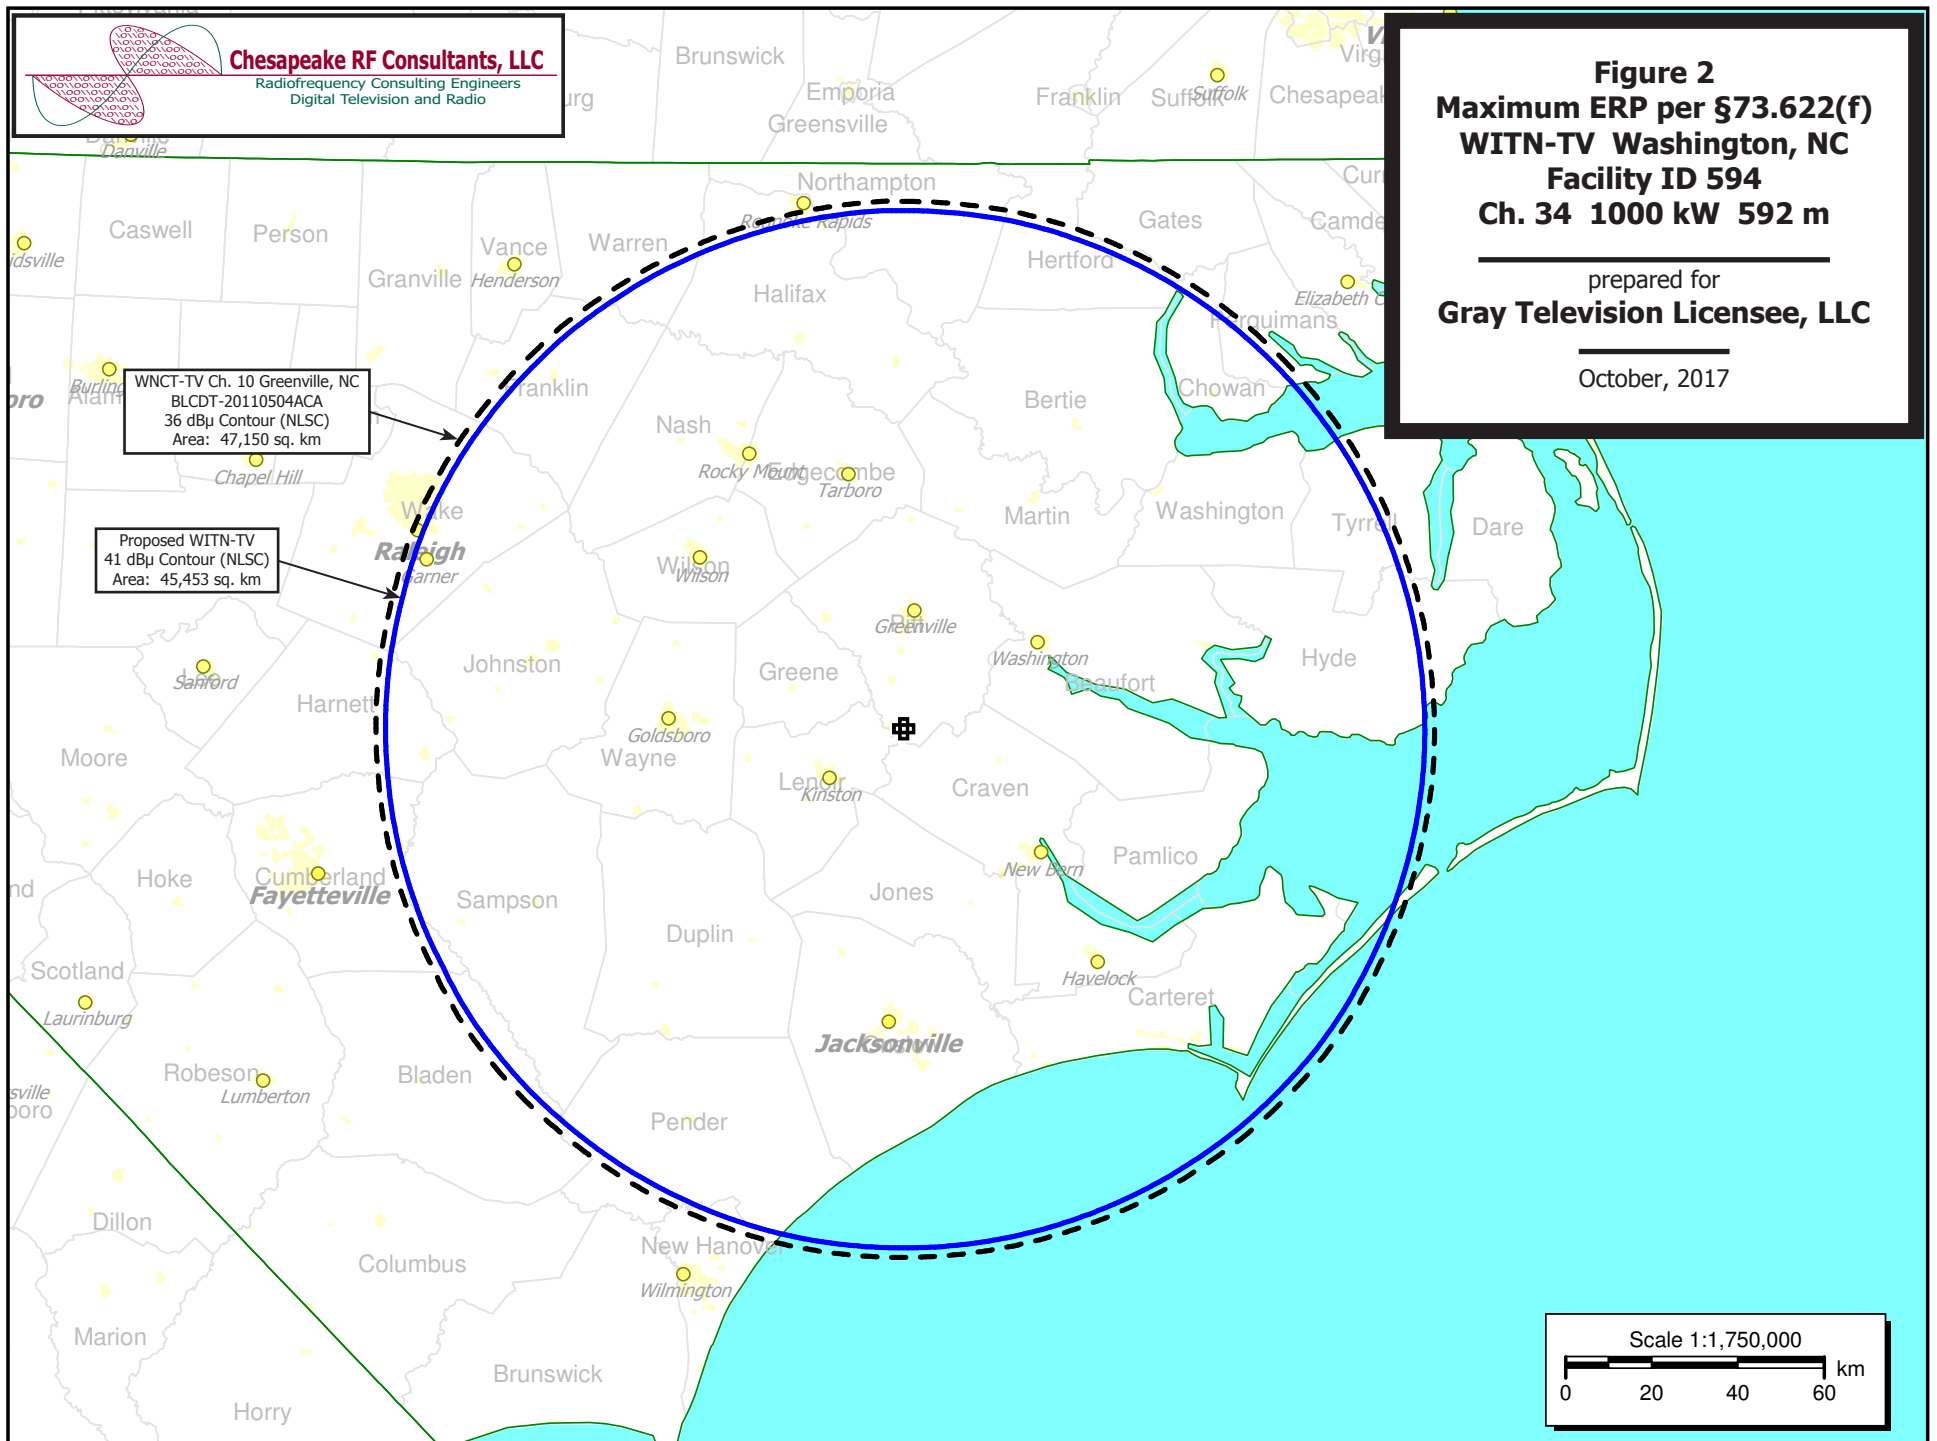 Chesapeake RF Consultants, LLC
Radiofrequency Consulting Engineers
Digital Television and Radio
Figure 2
Maximum ERP per §73.622(f)
WITN-TV Washington, NC
Facility ID 594
Ch. 34 1000 kW 592 m
prepared for
Gray Television Licensee, LLC
October, 2017
Brunswick
Emporia
Greensville
Franklin
Suffolk
Suffolk
Danville
Northampton
Roanoke Rapids
Gates
Caswell
Person
Vance
Warren
Granville
Henderson
Hertford
Halifax
Elizabeth
Perquimans
WNCT-TV Ch. 10 Greenville, NC
BLCDT-20110504ACA
36 dBµ Contour (NLSC)
Area: 47,150 sq. km
Franklin
Chowan
Bertie
Nash
Rocky Mount
Edgecombe
Tarboro
Chapel Hill
Wake
Martin
Washington
Tyrrell
Dare
Proposed WITN-TV
41 dBµ Contour (NLSC)
Area: 45,453 sq. km
Raleigh
Garner
Wilson
Wilson
Pitt
Greenville
Washington
Johnston
Greene
Hyde
Beaufort
Lee
Sanford
Harnett
Goldsboro
Wayne
Moore
Lenoir
Kinston
Craven
Pamlico
New Bern
Hoke
Cumberland
Fayetteville
Sampson
Jones
Duplin
Scotland
Havelock
Carteret
Laurinburg
Jacksonville
Onslow
Robeson
Lumberton
Bladen
Pender
Dillon
New Hanover
Columbus
Wilmington
Marion
Brunswick
Horry
Scale 1:1,750,000
km
0 20 40 60